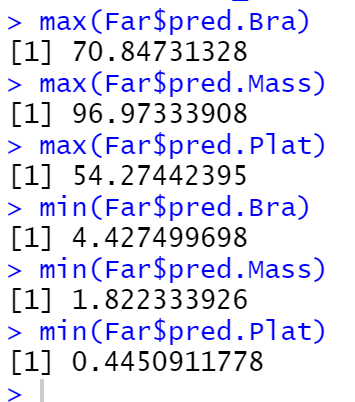 > max(Far$pred.Bra)
[1] 70.84731328
> max(Far$pred.Mass)
[1] 96.97333908
> max(Far$pred.Plat)
[1] 54.27442395
> min(Far$pred.Bra)
[1] 4.427499698
> min(Far$pred.Mass)
[1] 1.822333926
> min(Far$pred.Plat)
[1] 0.4450911778
>